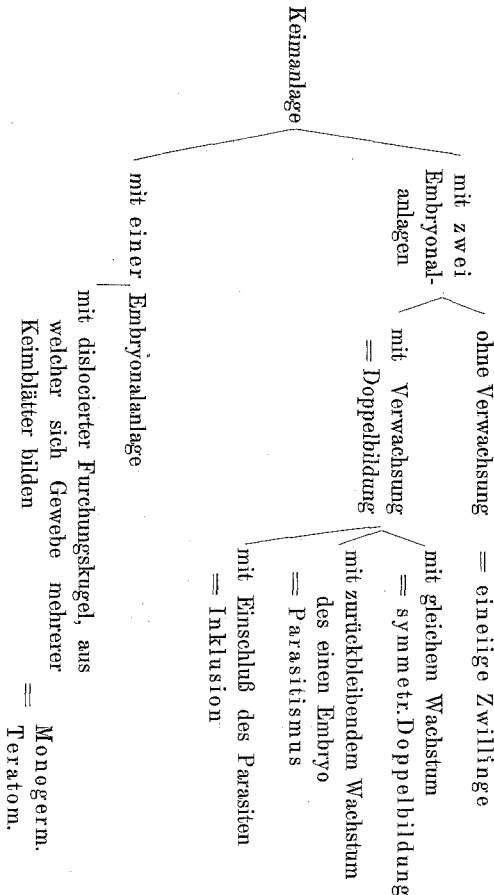 Keimanlage
mit zwei
Embryonal-
anlagen
ohne Verwachsung = eineiige Zwillinge
mit Verwachsung
= Doppelbildung
mit gleichem Wachstum
= symmetr. Doppelbildung
mit zurückbleibendem Wachstum
des einen Embryo
= Parasitismus
mit Einschluß des Parasiten
= Inklusion
mit einer Embryonalanlage
mit dislocierter Furchungskugel, aus
welcher sich Gewebe mehrerer
Keimblätter bilden
= Monogerm.
Teratom.